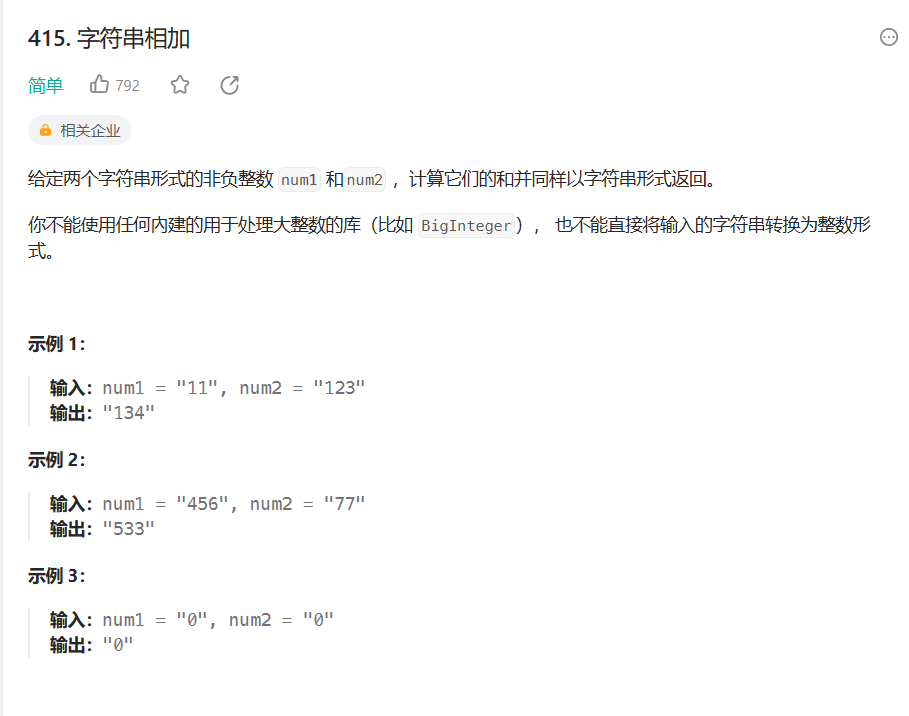 415. 字符串相加
简单 792
相关企业
给定两个字符串形式的非负整数 num1 和num2 ，计算它们的和并同样以字符串形式返回。
你不能使用任何內建的用于处理大整数的库（比如 BigInteger）， 也不能直接将输入的字符串转换为整数形
式。
示例 1：
输入：num1 = "11", num2 = "123"
输出："134"
示例 2：
输入：num1 = "456", num2 = "77"
输出："533"
示例 3：
输入：num1 = "0", num2 = "0"
输出："0"